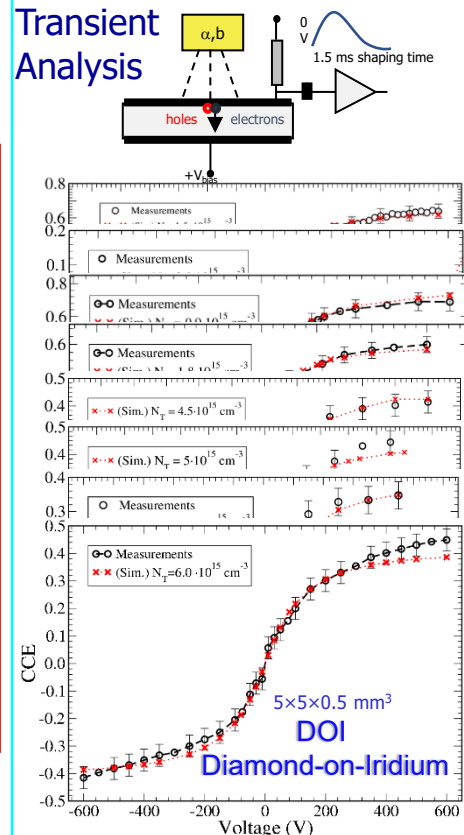 Transient
Analysis
α,b
0
V
1.5 ms shaping time
holes
electrons
+Vbias
0.8
Measurements
0.6
0.2
Measurements
0.1
0.8
Measurements
0.6
0.6
Measurements
0.5
0.4
(Sim.) N_T = 4.5·10^15 cm^-3
0.5
0.4
(Sim.) N_T = 5·10^15 cm^-3
0.4
Measurements
0.3
0.5
Measurements
0.4
(Sim.) N_T=6.0 ·10^15 cm^-3
0.3
0.2
0.1
CCE
0.0
-0.1
-0.2
5×5×0.5 mm³
-0.3
DOI
-0.4
Diamond-on-Iridium
-0.5
-600 -400 -200 0 200 400 600
Voltage (V)